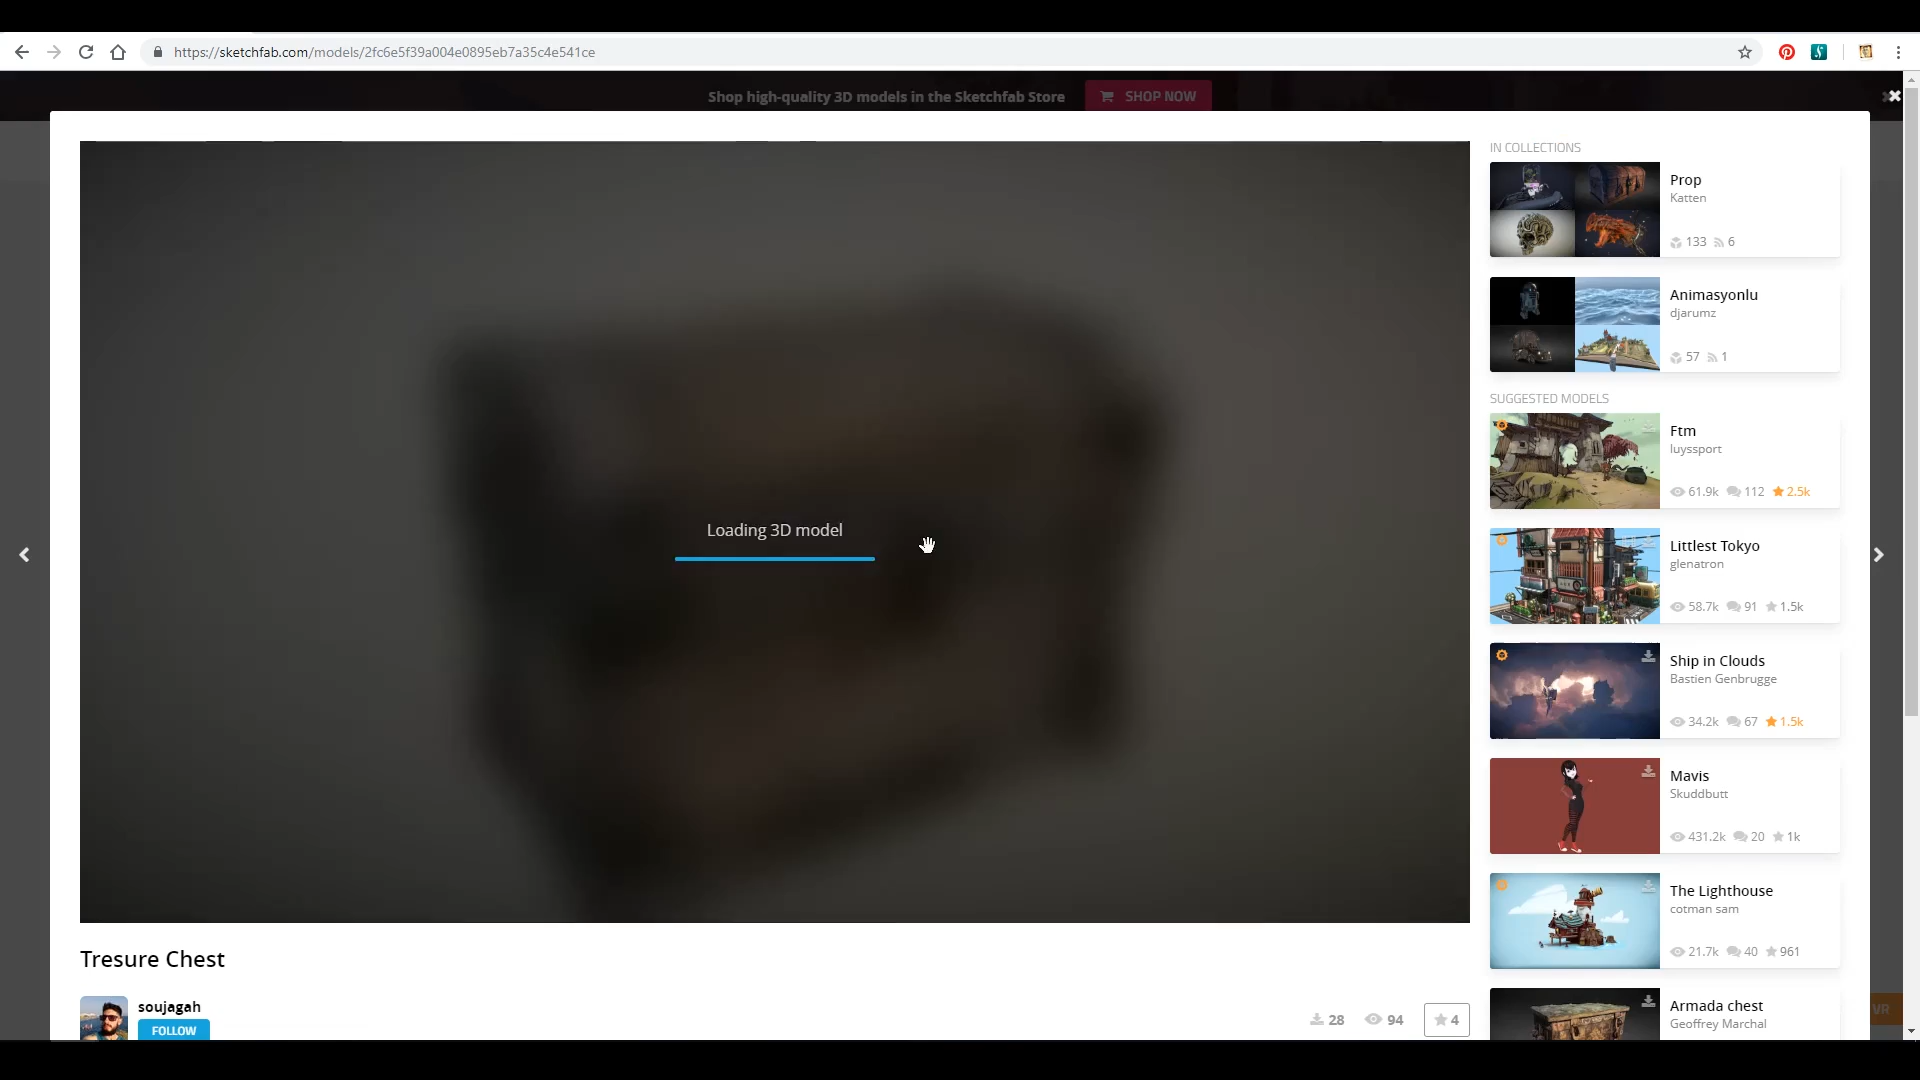 https://sketchfab.com/models/2fc6e5f39a004e0895eb7a35c4e541ce
Shop high-quality 3D models in the Sketchfab Store
SHOP NOW
Loading 3D model
Tresure Chest
soujagah
FOLLOW
28
94
4
IN COLLECTIONS
Prop
Katten
133 6
Animasyonlu
djarumz
57 1
SUGGESTED MODELS
Ftm
luyssport
61.9k 112 2.5k
Littlest Tokyo
glenatron
58.7k 91 1.5k
Ship in Clouds
Bastien Genbrugge
34.2k 67 1.5k
Mavis
Skuddbutt
431.2k 20 1k
The Lighthouse
cotman sam
21.7k 40 961
Armada chest
Geoffrey Marchal
VR